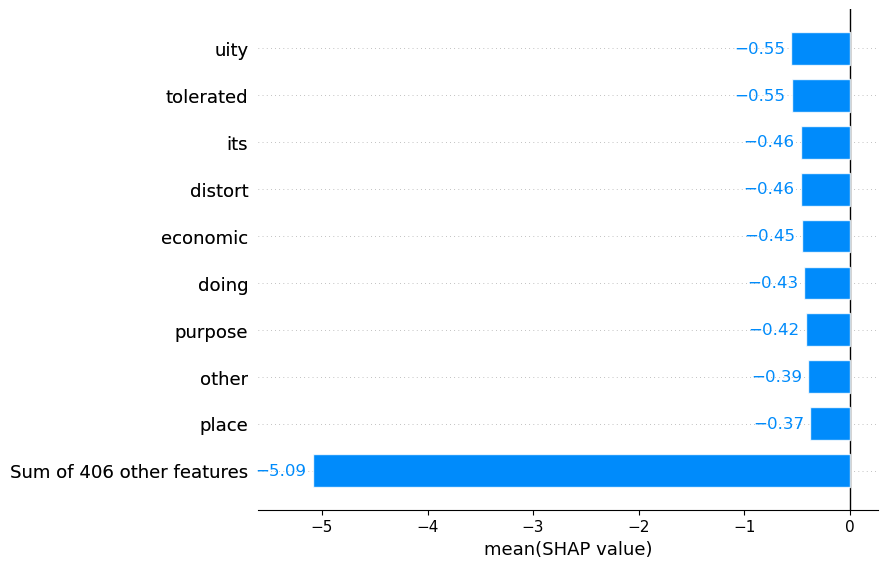 uity −0.55
tolerated −0.55
its −0.46
distort −0.46
economic −0.45
doing −0.43
purpose −0.42
other −0.39
place −0.37
Sum of 406 other features −5.09
−5 −4 −3 −2 −1 0
mean(SHAP value)